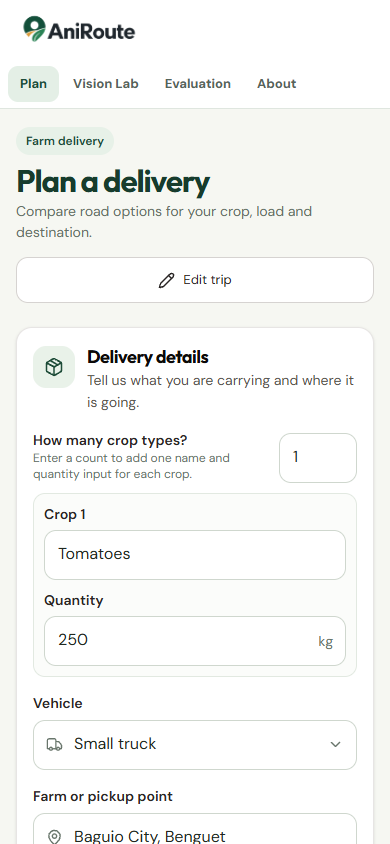 AniRoute
Plan
Vision Lab
Evaluation
About
Farm delivery
Plan a delivery
Compare road options for your crop, load and
destination.
Edit trip
Delivery details
Tell us what you are carrying and where it
is going.
How many crop types?
Enter a count to add one name and
quantity input for each crop.
1
Crop 1
Tomatoes
Quantity
250
kg
Vehicle
Small truck
Farm or pickup point
Baguio City, Benguet